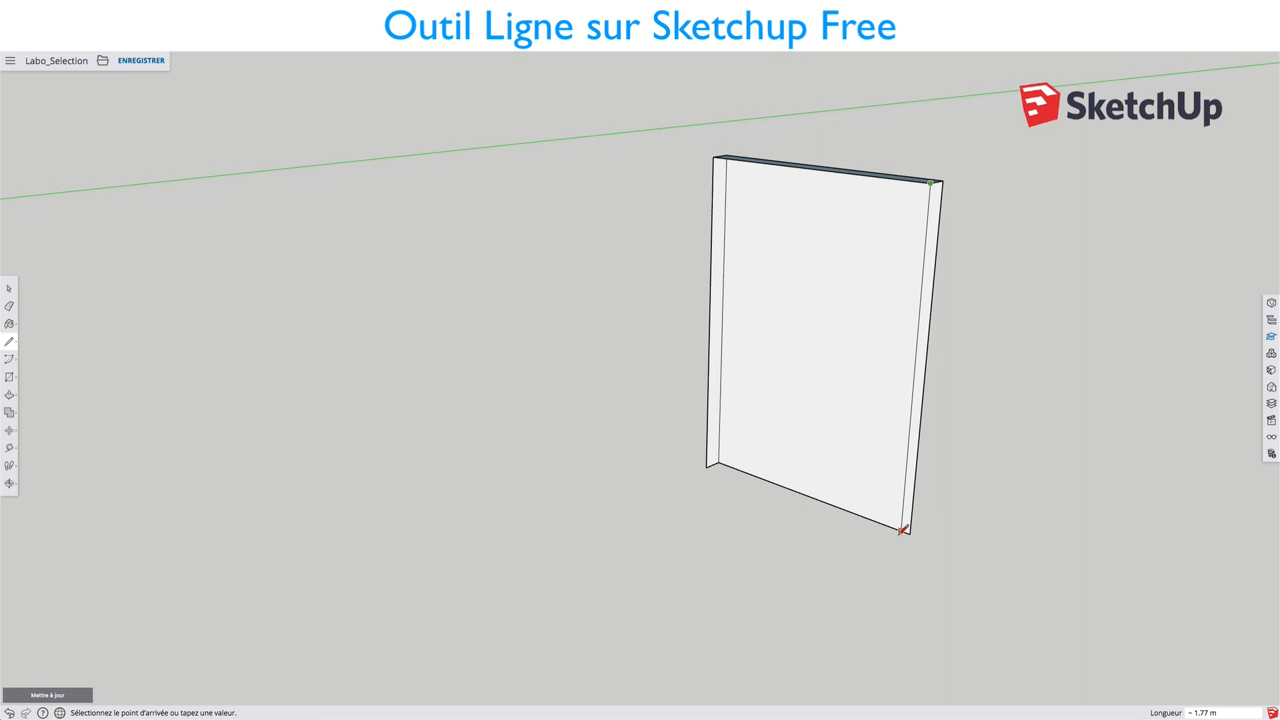 Outil Ligne sur Sketchup Free
Labo_Selection
ENREGISTRER
SketchUp
Mettre à jour
Sélectionnez le point d'arrivée ou tapez une valeur.
Longueur
~ 1.77 m